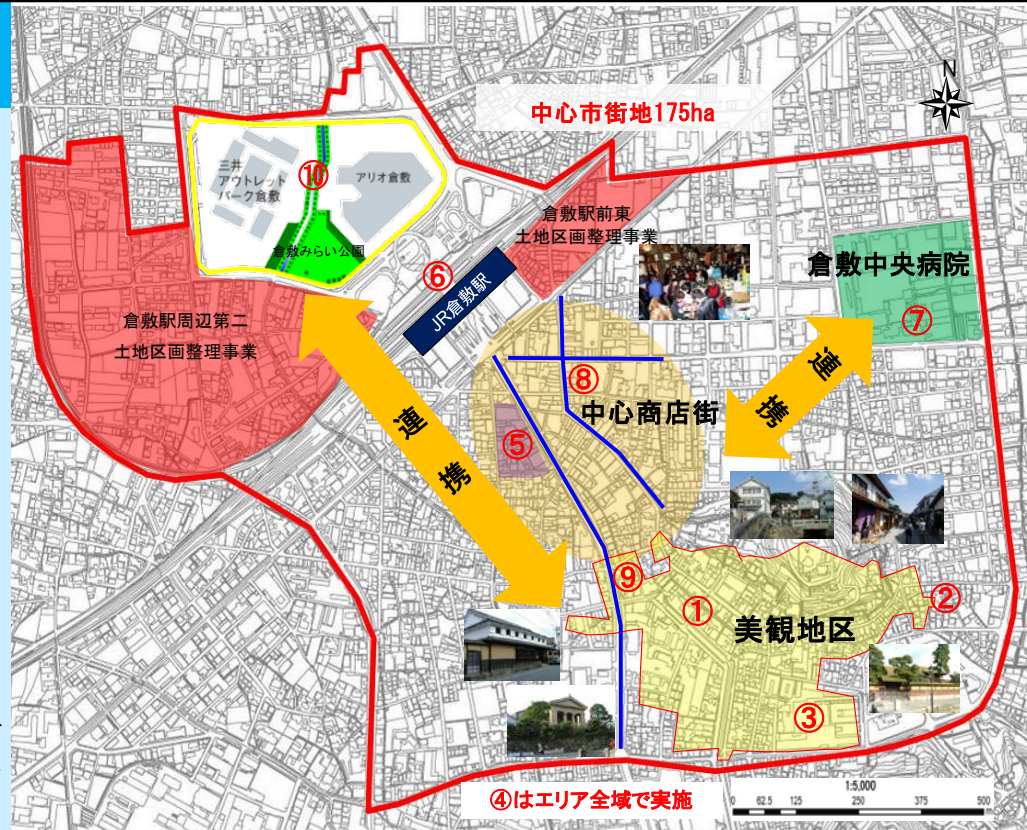 N
中心市街地175ha
三井
アウトレット
パーク倉敷
⑩
アリオ倉敷
倉敷みらい公園
倉敷駅前東
土地区画整理事業
倉敷中央病院
⑦
⑥
JR倉敷駅
倉敷駅周辺第二
土地区画整理事業
連携
連携
⑧
中心商店街
⑤
⑨
①
②
美観地区
③
④はエリア全域で実施
1:5,000
0 62.5 125 250 375 500
m